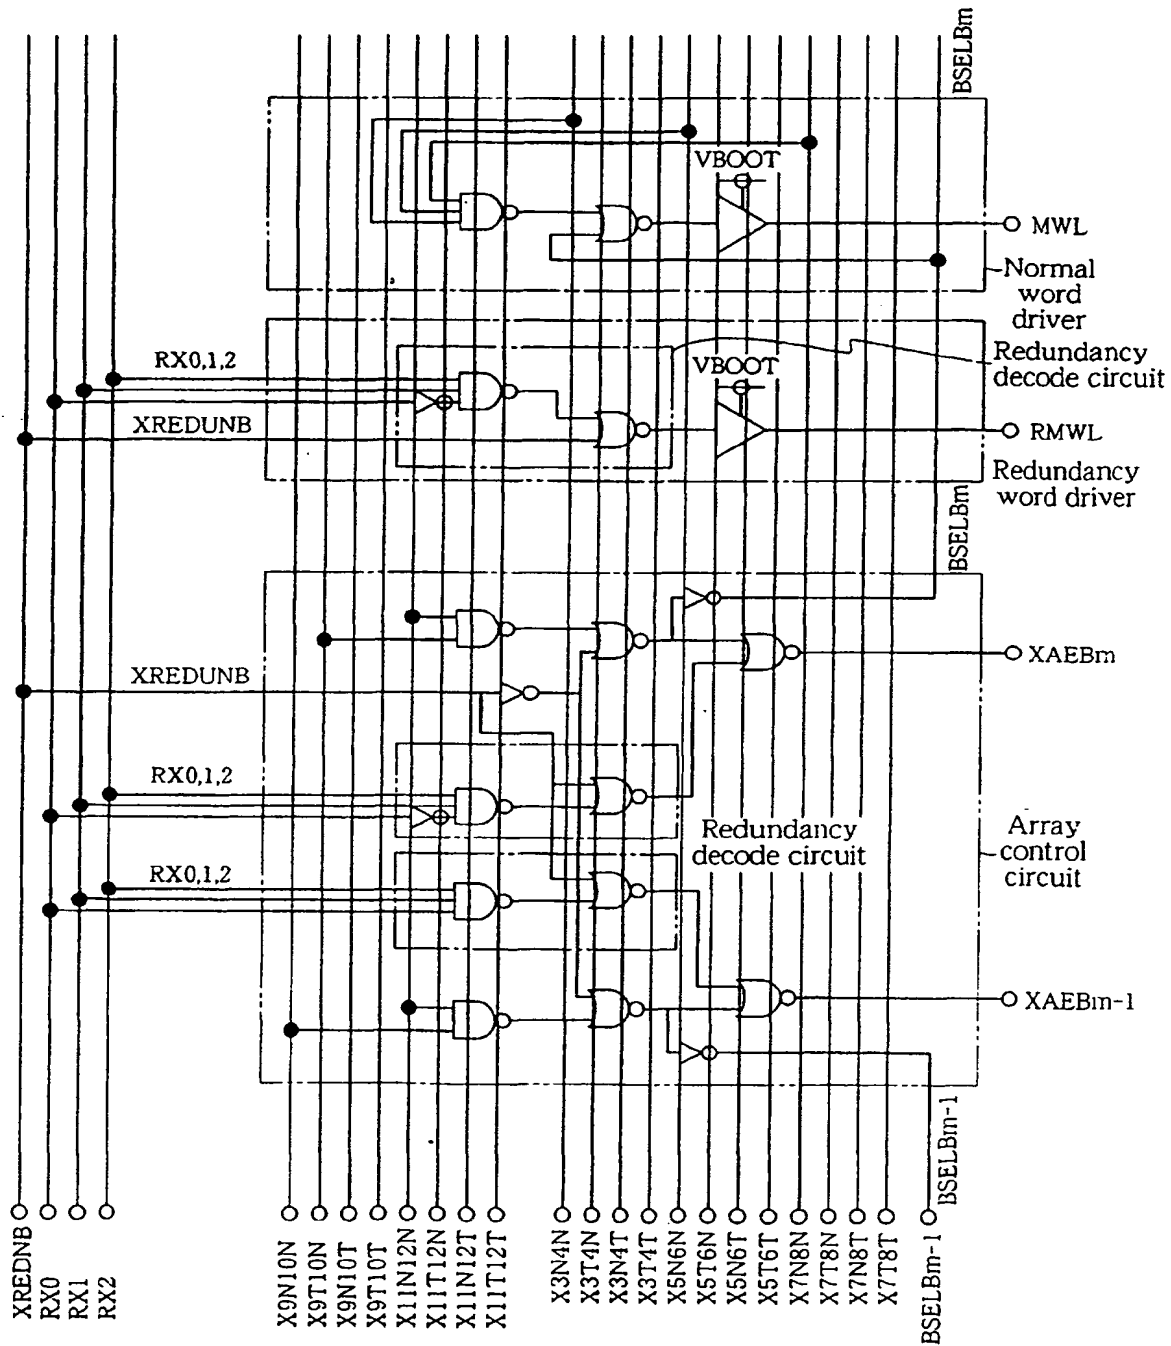 BSELBm
VBOOT
MWL
Normal
word
driver
RX0,1,2
VBOOT
Redundancy
decode circuit
XREDUNB
RMWL
Redundancy
word driver
BSELBm
XREDUNB
XAEBm
RX0,1,2
Redundancy
decode circuit
Array
control
circuit
RX0,1,2
XAEBm-1
BSELBm-1
XREDNB
RX0
RX1
RX2
X9N10N
X9T10N
X9N10T
X9T10T
X11N12N
X11T12N
X11N12T
X11T12T
X3N4N
X3T4N
X3N4T
X3T4T
X5N6N
X5T6N
X5N6T
X5T6T
X7N8N
X7T8N
X7N8T
X7T8T
BSELBm-1